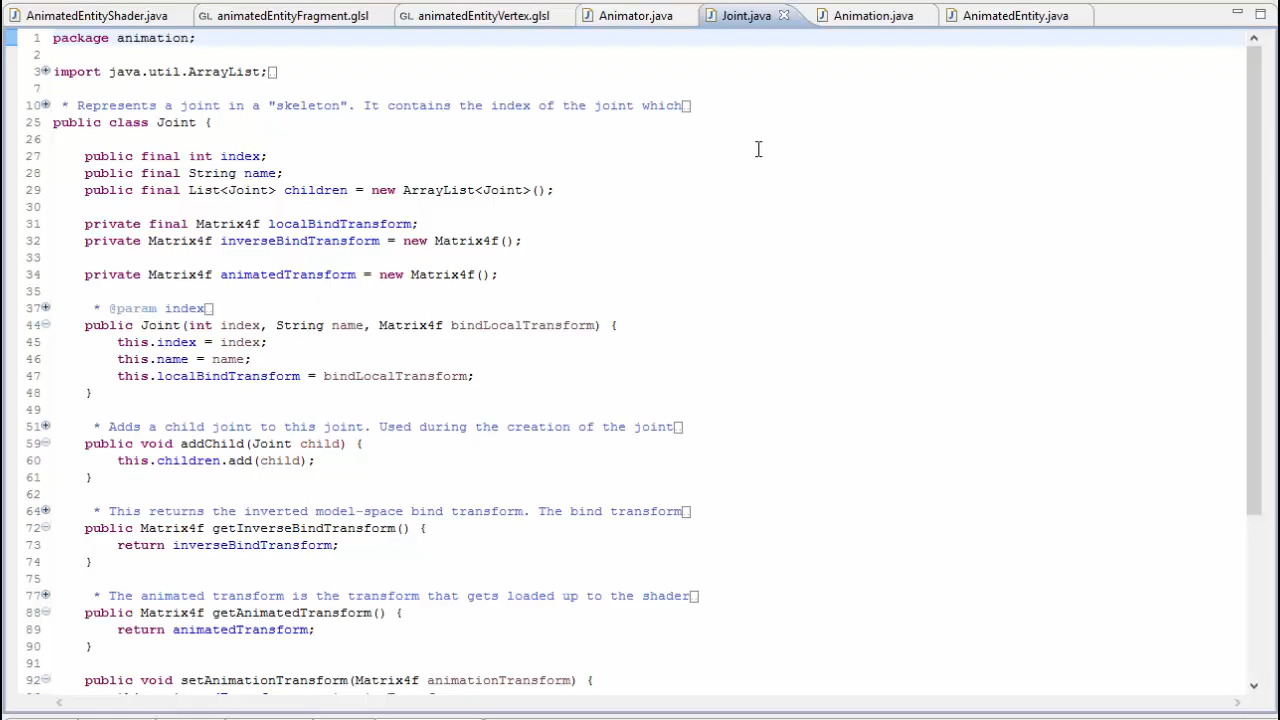 AnimatedEntityShader.java animatedEntityFragment.glsl animatedEntityVertex.glsl Animator.java Joint.java Animation.java AnimatedEntity.java
1 package animation;
2
3 import java.util.ArrayList;
7
10 * Represents a joint in a "skeleton". It contains the index of the joint which
25 public class Joint {
26
27 public final int index;
28 public final String name;
29 public final List<Joint> children = new ArrayList<Joint>();
30
31 private final Matrix4f localBindTransform;
32 private Matrix4f inverseBindTransform = new Matrix4f();
33
34 private Matrix4f animatedTransform = new Matrix4f();
35
37 * @param index
44 public Joint(int index, String name, Matrix4f bindLocalTransform) {
45 this.index = index;
46 this.name = name;
47 this.localBindTransform = bindLocalTransform;
48 }
49
51 * Adds a child joint to this joint. Used during the creation of the joint
59 public void addChild(Joint child) {
60 this.children.add(child);
61 }
62
64 * This returns the inverted model-space bind transform. The bind transform
72 public Matrix4f getInverseBindTransform() {
73 return inverseBindTransform;
74 }
75
77 * The animated transform is the transform that gets loaded up to the shader
88 public Matrix4f getAnimatedTransform() {
89 return animatedTransform;
90 }
91
92 public void setAnimationTransform(Matrix4f animationTransform) {